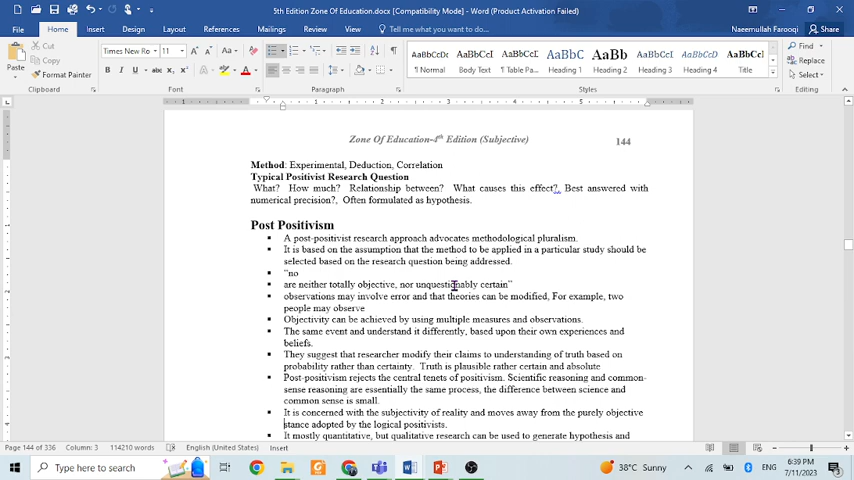 5th Edition Zone Of Education.docx [Compatibility Mode] - Word (Product Activation Failed)
File Home Insert Design Layout References Mailings Review View Tell me what you want to do... Naeemullah Farooqi Share
Paste
Cut
Copy
Format Painter
Clipboard
Times New Ro 11
Font
Paragraph
AaBbCcDc AaBbCcI AaBbCcDc AaBbC AaBb AaBbCcI AaBbCcD AaBbCcI
¶ Normal ¶ Table Pa... Heading 1 Heading 2 Heading 3 Heading 4 Title
Styles
Find
Replace
Select
Editing
Zone Of Education-4th Edition (Subjective) 144
Method: Experimental, Deduction, Correlation
Typical Positivist Research Question
What? How much? Relationship between? What causes this effect?, Best answered with
numerical precision?, Often formulated as hypothesis.
Post Positivism
▪ A post-positivist research approach advocates methodological pluralism.
▪ It is based on the assumption that the method to be applied in a particular study should be
selected based on the research question being addressed.
▪ "no
▪ are neither totally objective, nor unquestionably certain"
▪ observations may involve error and that theories can be modified, For example, two
people may observe
▪ Objectivity can be achieved by using multiple measures and observations.
▪ The same event and understand it differently, based upon their own experiences and
beliefs.
▪ They suggest that researcher modify their claims to understanding of truth based on
probability rather than certainty. Truth is plausible rather certain and absolute
▪ Post-positivism rejects the central tenets of positivism. Scientific reasoning and common-
sense reasoning are essentially the same process, the difference between science and
common sense is small.
▪ It is concerned with the subjectivity of reality and moves away from the purely objective
stance adopted by the logical positivists.
▪ It mostly quantitative, but qualitative research can be used to generate hypothesis and
Page 144 of 336 Column: 3 114210 words English (United States) Insert 100%
Type here to search
38°C Sunny
ENG
6:39 PM
7/11/2023